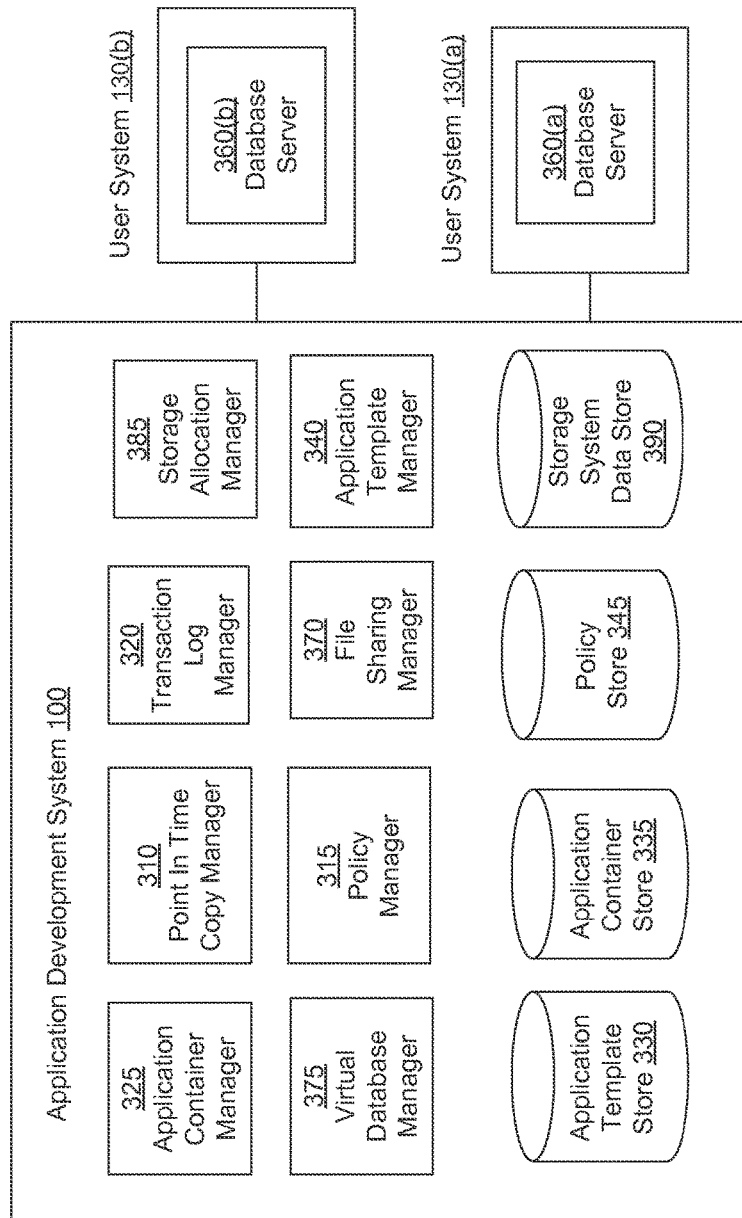 Application Development System 100
325
Application
Container
Manager
310
Point In Time
Copy Manager
320
Transaction
Log
Manager
385
Storage
Allocation
Manager
375
Virtual
Database
Manager
315
Policy
Manager
370
File
Sharing
Manager
340
Application
Template
Manager
Application
Template
Store 330
Application
Container
Store 335
Policy
Store 345
Storage
System
Data Store
390
User System 130(b)
360(b)
Database
Server
User System 130(a)
360(a)
Database
Server